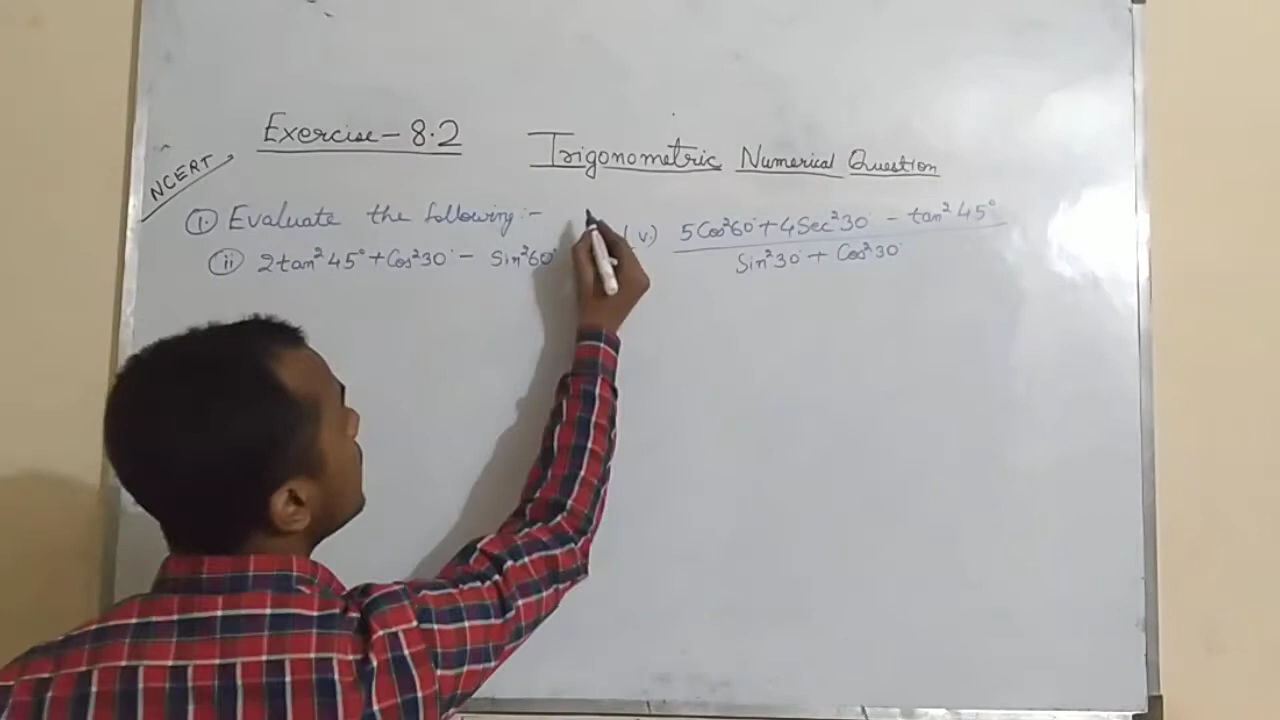 Exercise - 8.2
Trigonometric Numerical Question
NCERT
① Evaluate the following :-
(ii) 2tan²45° + Cos²30° - Sin²60°
(v) 5Cos²60° + 4Sec²30° - tan²45°
Sin²30° + Cos²30°